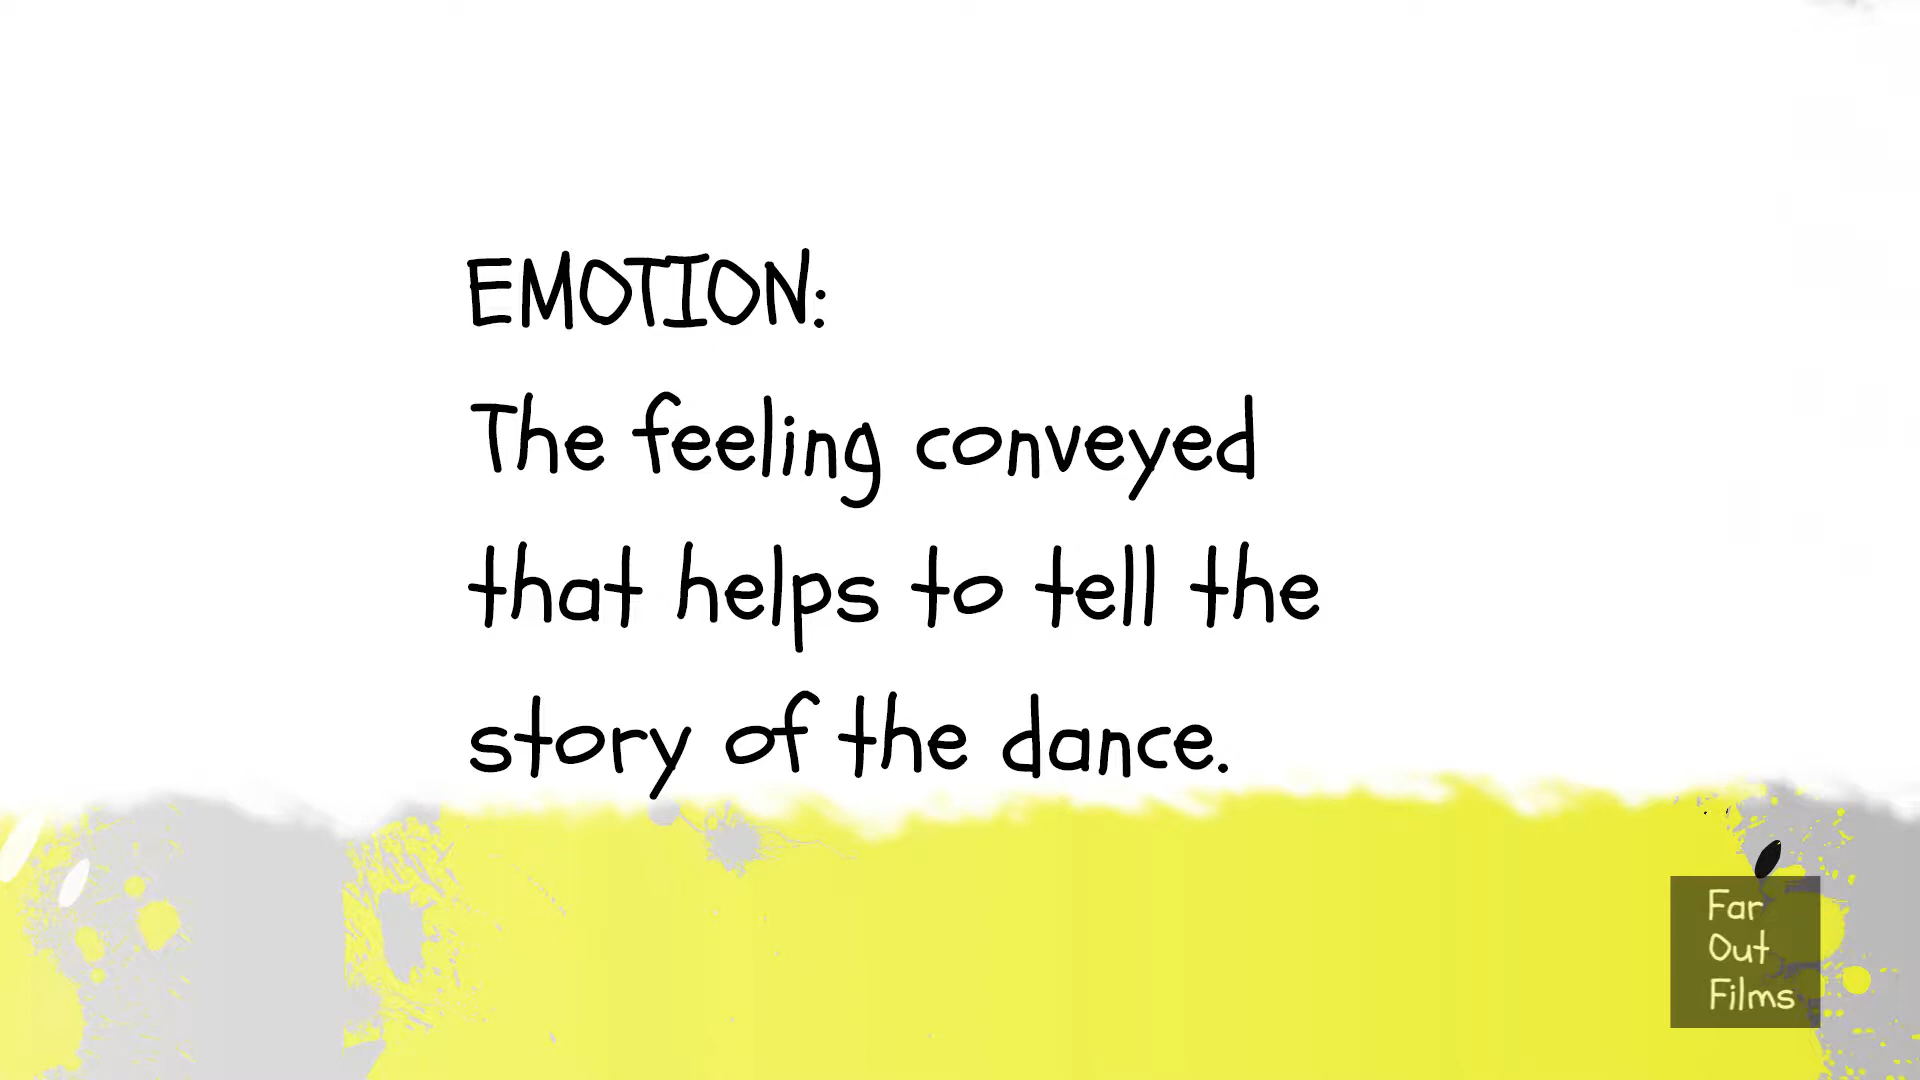 EMOTION:
The feeling conveyed
that helps to tell the
story of the dance.
Far
Out
Films